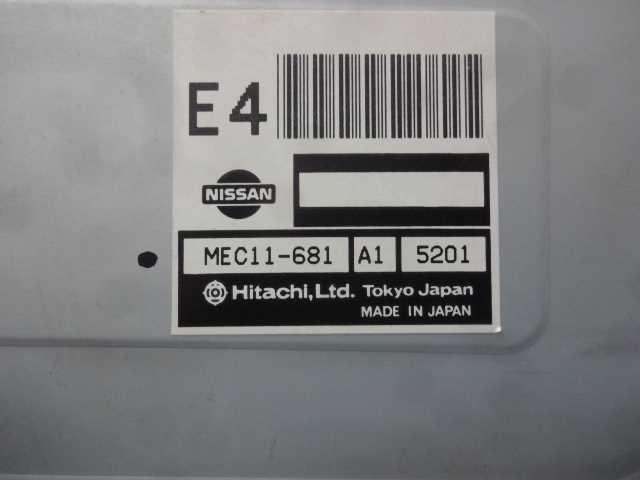 E4
NISSAN
MEC11-681 A1 5201
Hitachi, Ltd. Tokyo Japan
MADE IN JAPAN